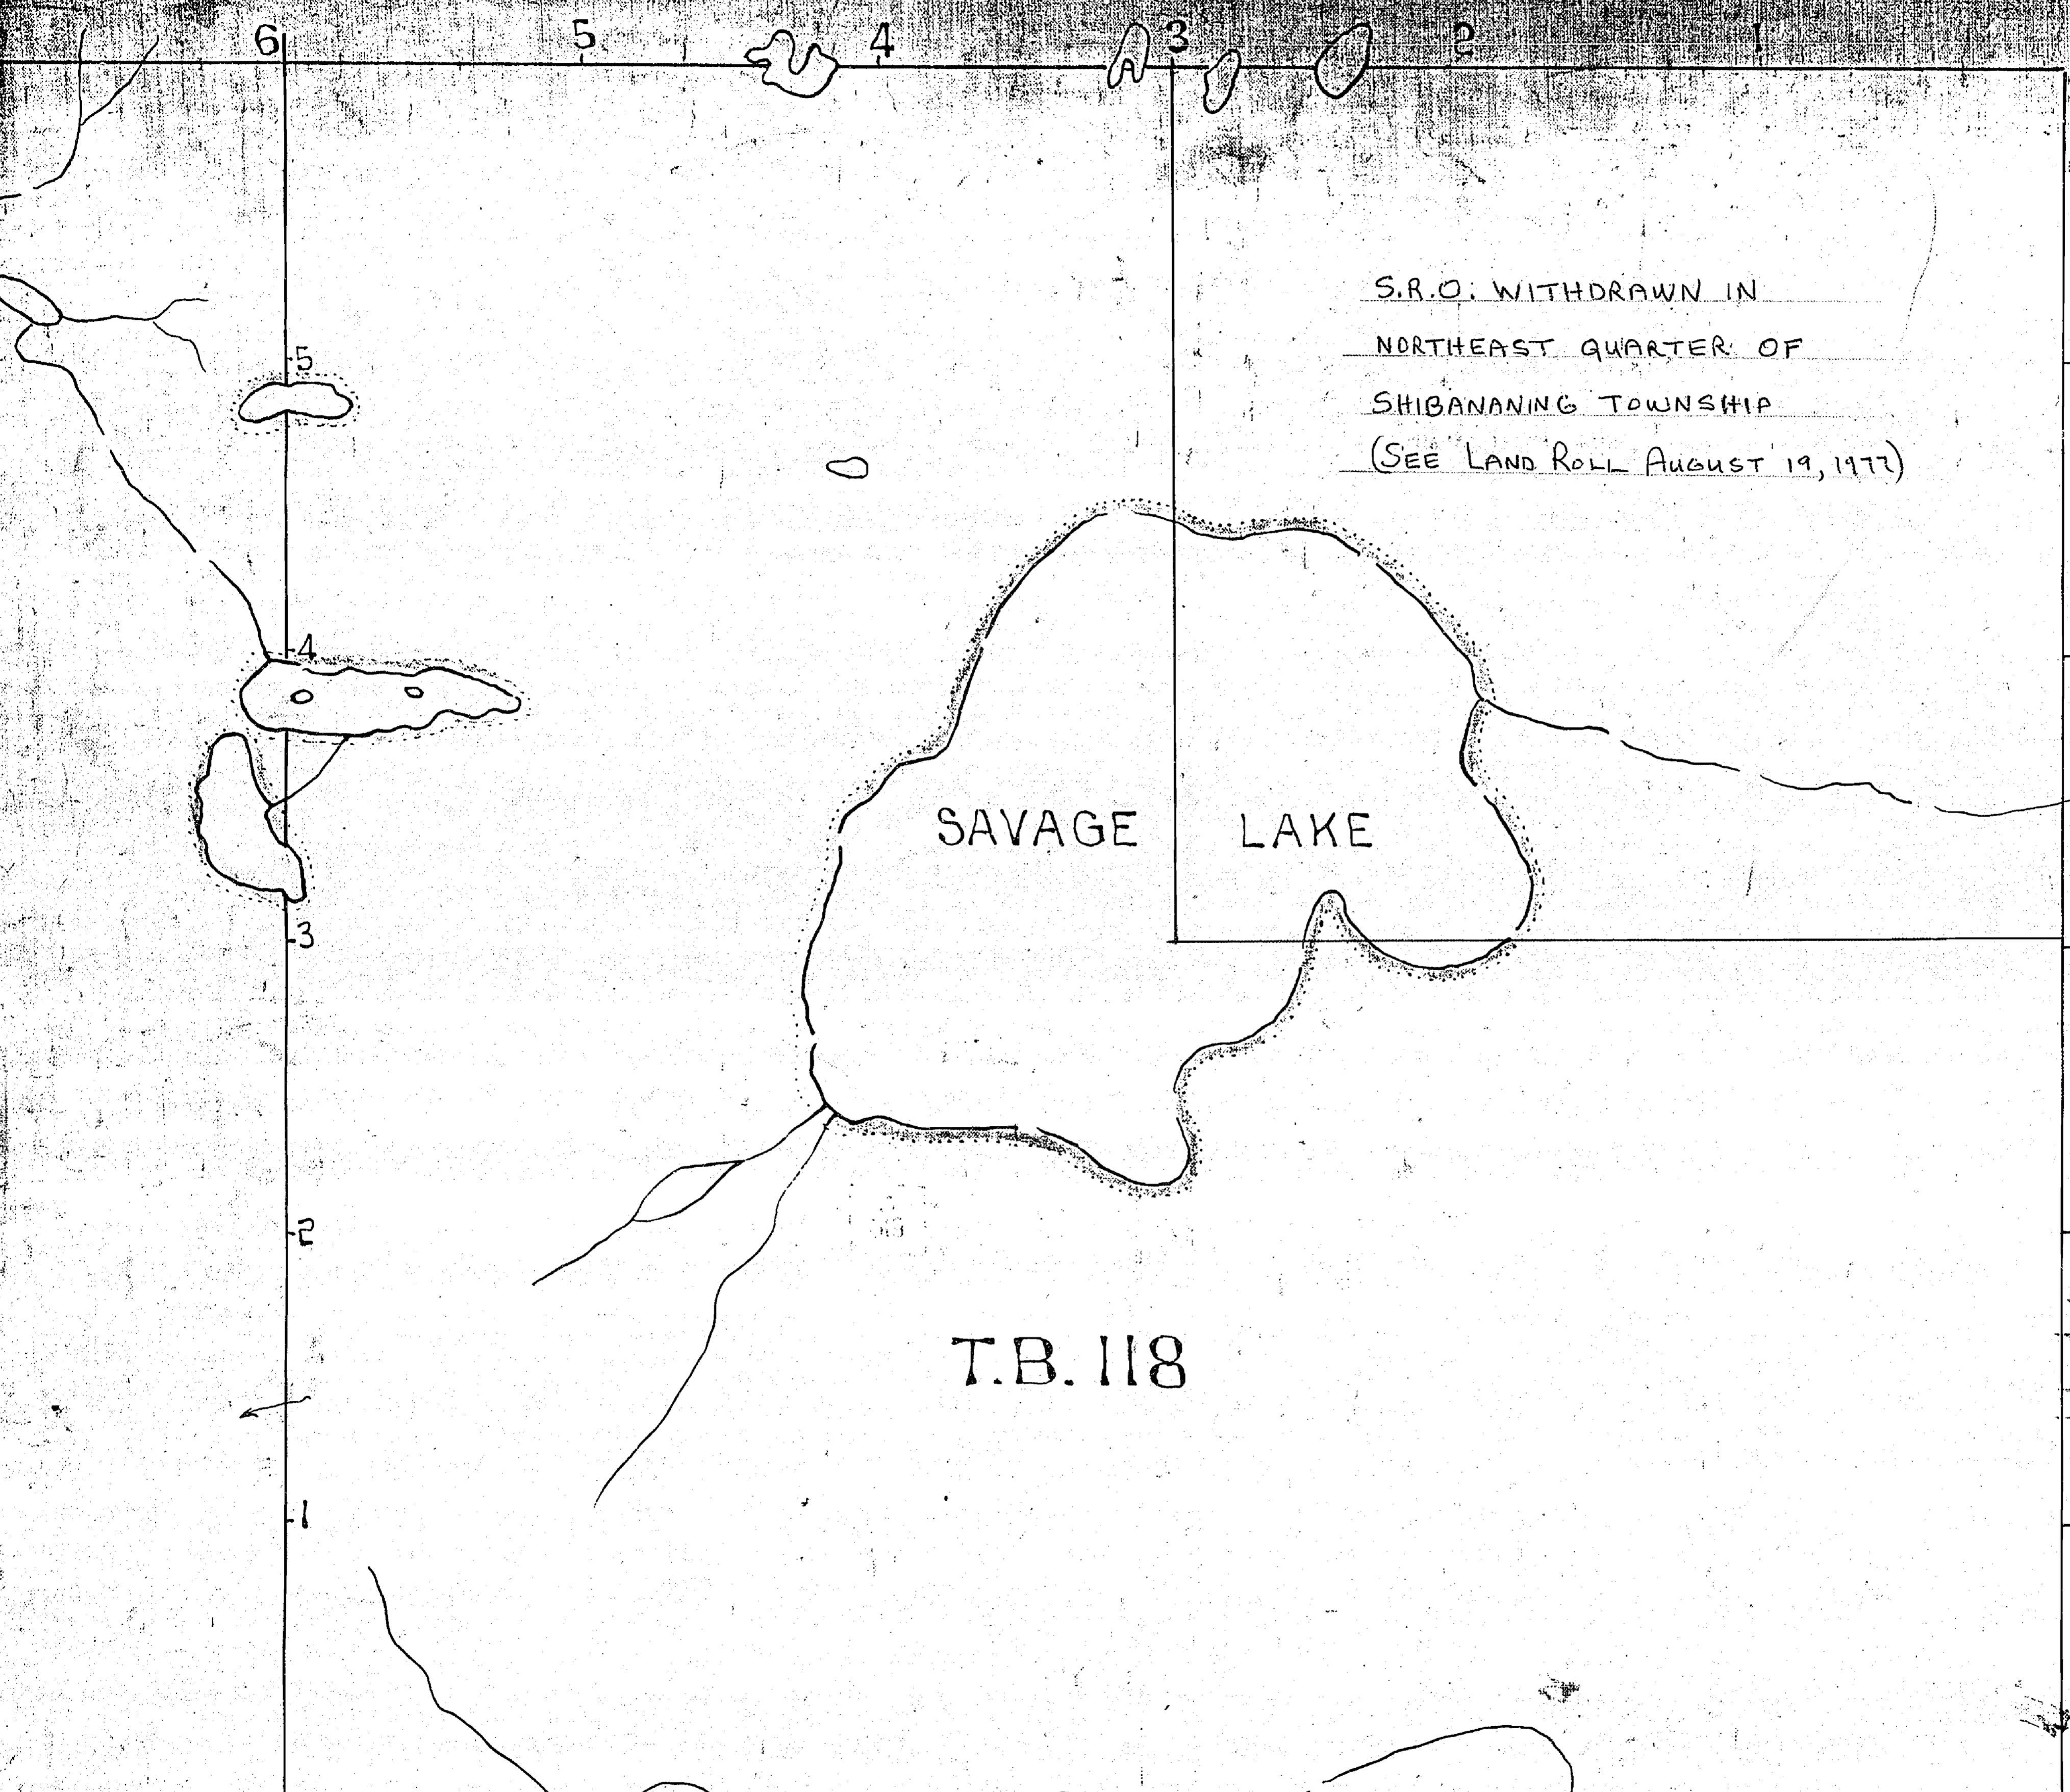 6 5 4 3 2 1
S.R.O. WITHDRAWN IN
NORTHEAST QUARTER OF
SHIBANANING TOWNSHIP
(SEE LAND ROLL AUGUST 19, 1977)
5
4
SAVAGE LAKE
3
2
T.B. 118
1